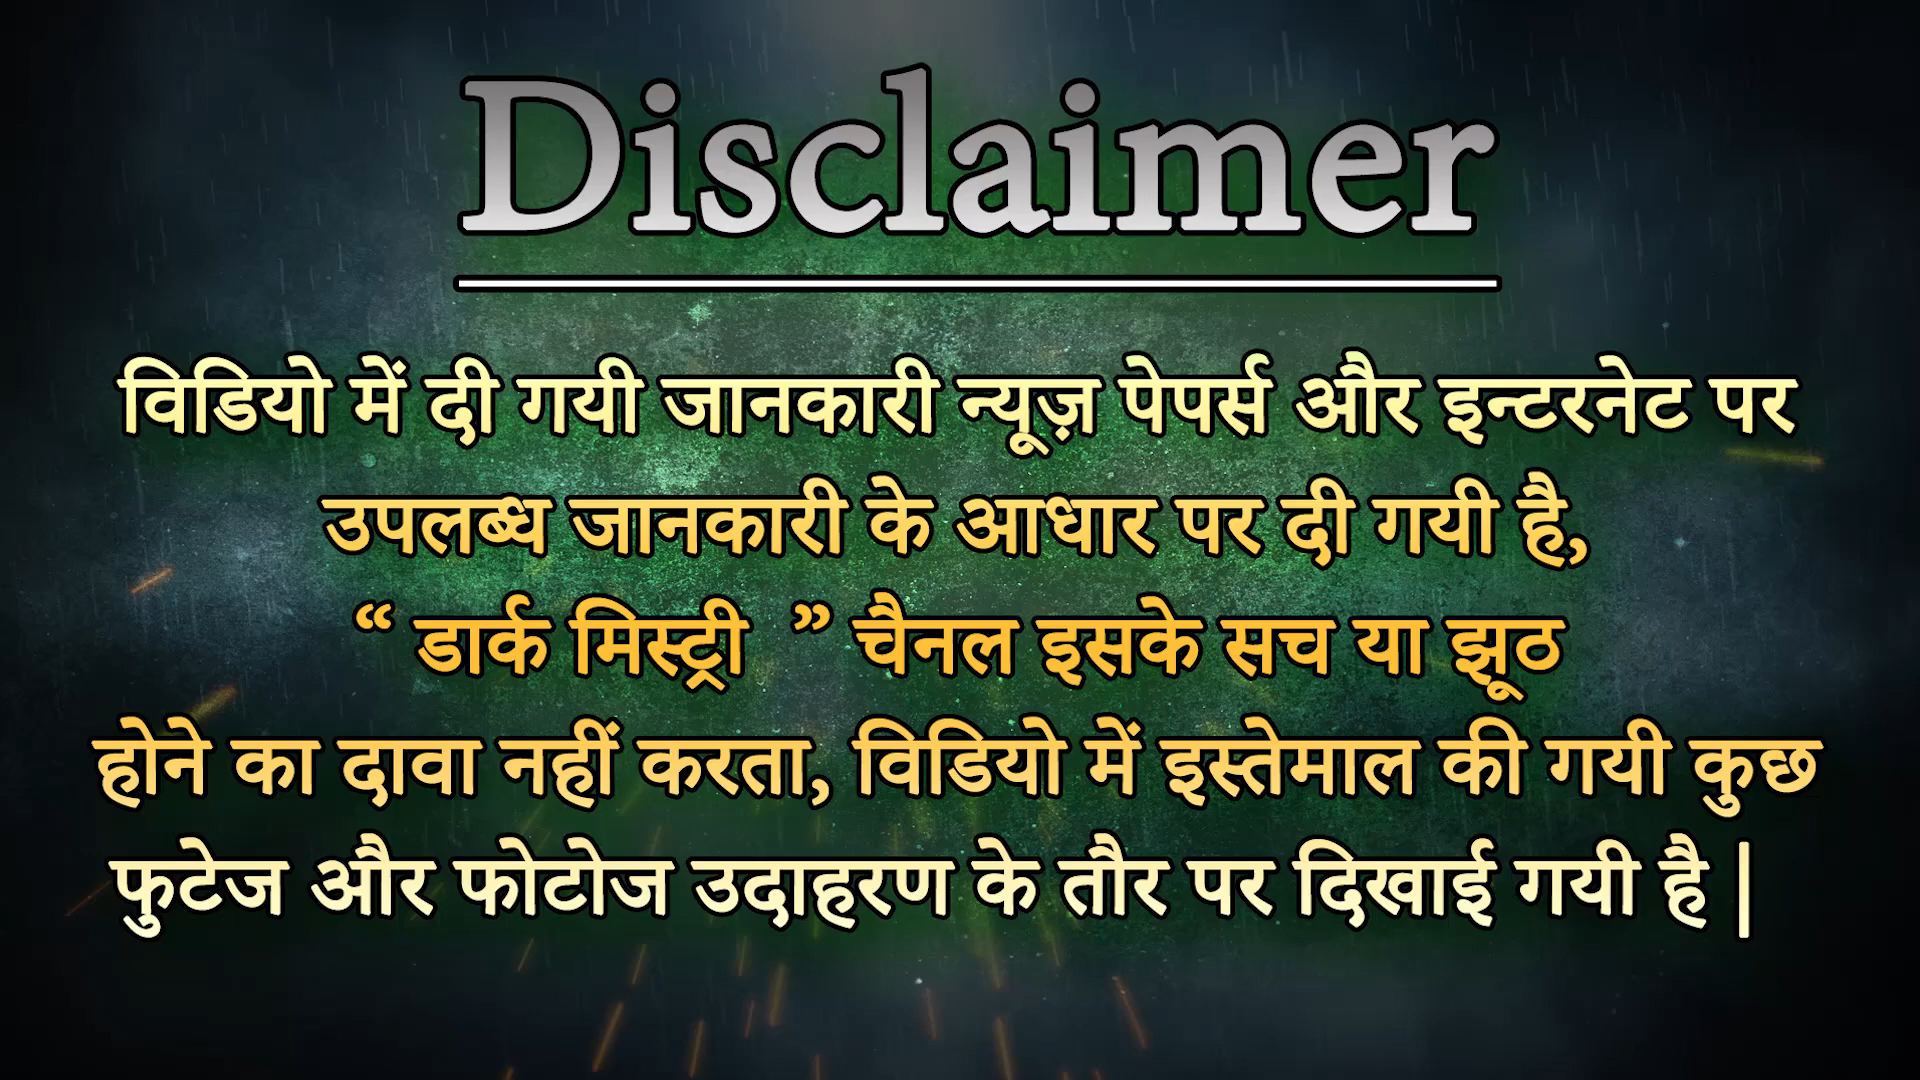 Disclaimer
विडियो में दी गयी जानकारी न्यूज़ पेपर्स और इन्टरनेट पर
उपलब्ध जानकारी के आधार पर दी गयी है,
“ डार्क मिस्ट्री ” चैनल इसके सच या झूठ
होने का दावा नहीं करता, विडियो में इस्तेमाल की गयी कुछ
फुटेज और फोटोज उदाहरण के तौर पर दिखाई गयी है |